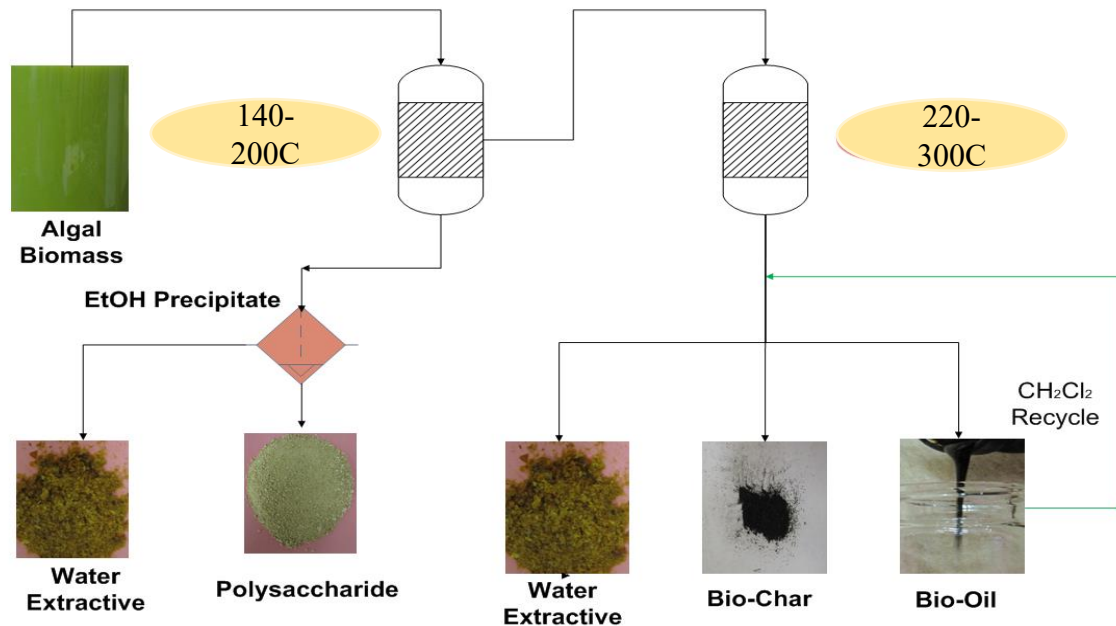 140-
200C
220-
300C
Algal
Biomass
EtOH Precipitate
CH₂Cl₂
Recycle
Water
Extractive
Polysaccharide
Water
Extractive
Bio-Char
Bio-Oil